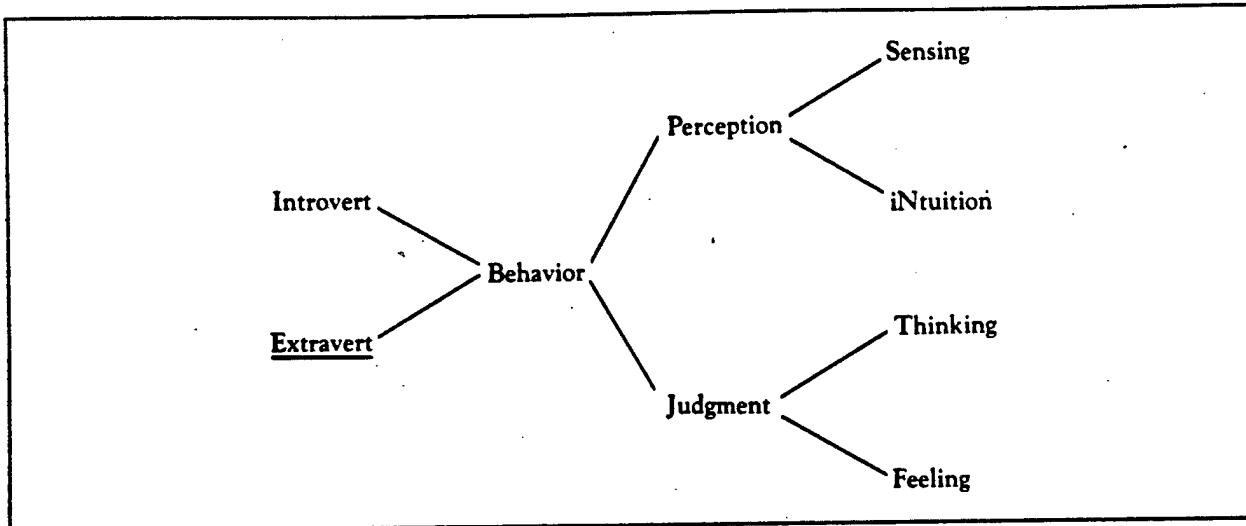 Sensing
Perception
iNtuition
Introvert
Behavior
Extravert
Thinking
Judgment
Feeling